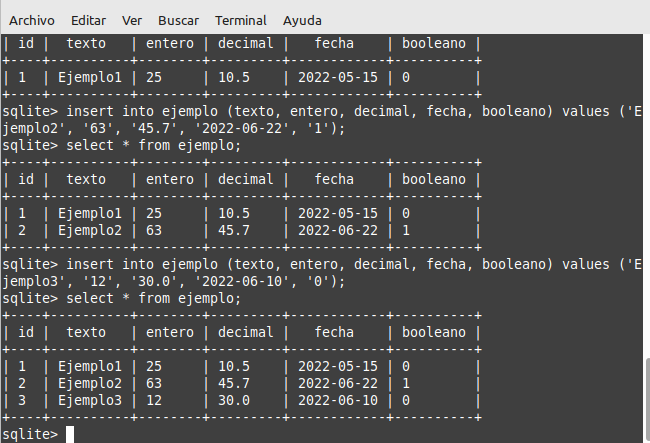 Archivo Editar Ver Buscar Terminal Ayuda
| id | texto | entero | decimal | fecha | booleano |
+----+----------+--------+---------+------------+----------+
| 1 | Ejemplo1 | 25 | 10.5 | 2022-05-15 | 0 |
+----+----------+--------+---------+------------+----------+
sqlite> insert into ejemplo (texto, entero, decimal, fecha, booleano) values ('E
jemplo2', '63', '45.7', '2022-06-22', '1');
sqlite> select * from ejemplo;
+----+----------+--------+---------+------------+----------+
| id | texto | entero | decimal | fecha | booleano |
+----+----------+--------+---------+------------+----------+
| 1 | Ejemplo1 | 25 | 10.5 | 2022-05-15 | 0 |
| 2 | Ejemplo2 | 63 | 45.7 | 2022-06-22 | 1 |
+----+----------+--------+---------+------------+----------+
sqlite> insert into ejemplo (texto, entero, decimal, fecha, booleano) values ('E
jemplo3', '12', '30.0', '2022-06-10', '0');
sqlite> select * from ejemplo;
+----+----------+--------+---------+------------+----------+
| id | texto | entero | decimal | fecha | booleano |
+----+----------+--------+---------+------------+----------+
| 1 | Ejemplo1 | 25 | 10.5 | 2022-05-15 | 0 |
| 2 | Ejemplo2 | 63 | 45.7 | 2022-06-22 | 1 |
| 3 | Ejemplo3 | 12 | 30.0 | 2022-06-10 | 0 |
+----+----------+--------+---------+------------+----------+
sqlite>